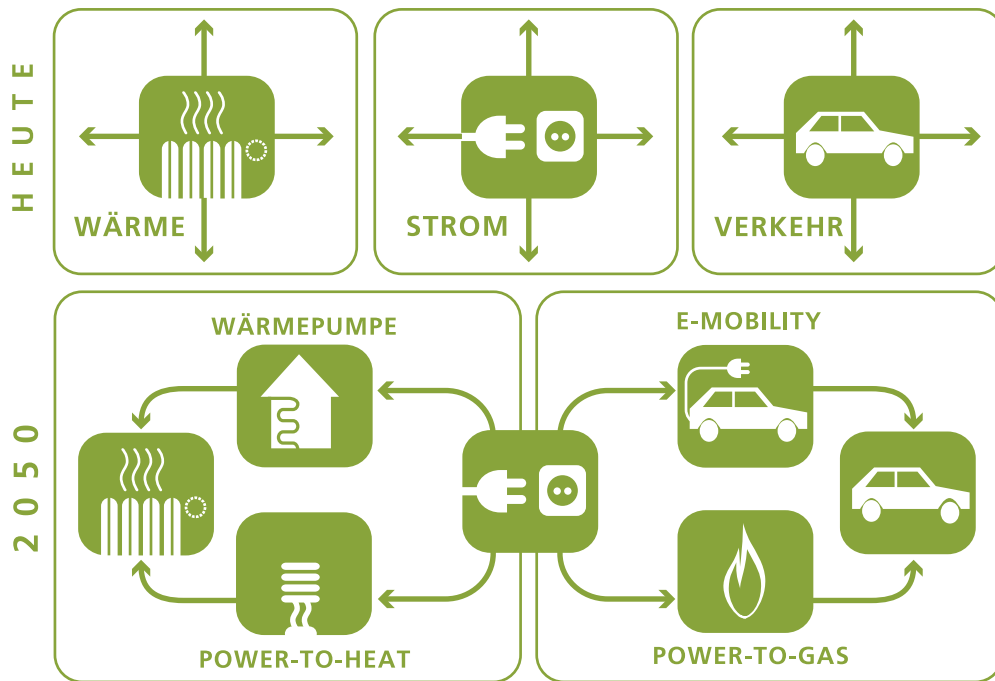 HEUTE
WÄRME
STROM
VERKEHR
2050
WÄRMEPUMPE
E-MOBILITY
POWER-TO-HEAT
POWER-TO-GAS